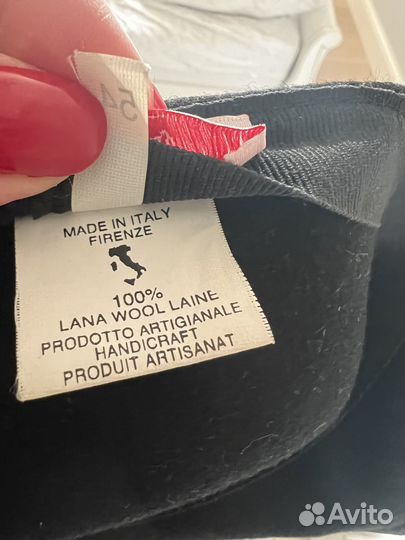 54
MADE IN ITALY
FIRENZE
100%
LANA WOOL LAINE
PRODOTTO ARTIGIANALE
HANDICRAFT
PRODUIT ARTISANAT
Avito